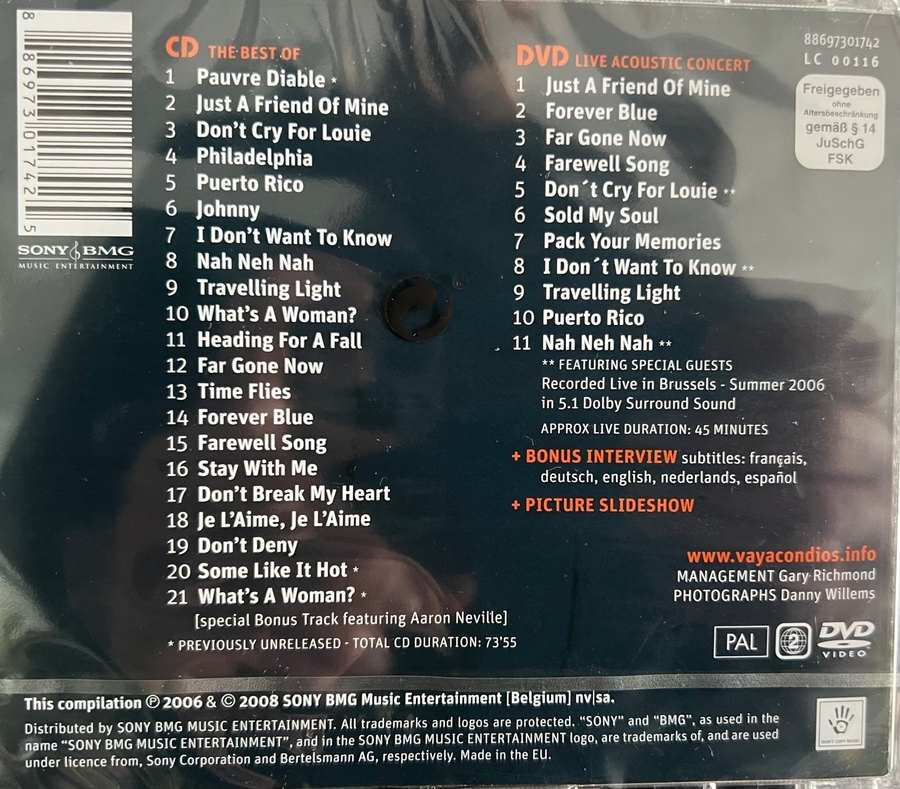 8 86973 01742 5
SONY BMG
MUSIC ENTERTAINMENT
CD THE BEST OF
1 Pauvre Diable *
2 Just A Friend Of Mine
3 Don't Cry For Louie
4 Philadelphia
5 Puerto Rico
6 Johnny
7 I Don't Want To Know
8 Nah Neh Nah
9 Travelling Light
10 What's A Woman?
11 Heading For A Fall
12 Far Gone Now
13 Time Flies
14 Forever Blue
15 Farewell Song
16 Stay With Me
17 Don't Break My Heart
18 Je L'Aime, Je L'Aime
19 Don't Deny
20 Some Like It Hot *
21 What's A Woman? *
[special Bonus Track featuring Aaron Neville]
* PREVIOUSLY UNRELEASED - TOTAL CD DURATION: 73'55
DVD LIVE ACOUSTIC CONCERT
1 Just A Friend Of Mine
2 Forever Blue
3 Far Gone Now
4 Farewell Song
5 Don´t Cry For Louie **
6 Sold My Soul
7 Pack Your Memories
8 I Don´t Want To Know **
9 Travelling Light
10 Puerto Rico
11 Nah Neh Nah **
** FEATURING SPECIAL GUESTS
Recorded Live in Brussels - Summer 2006
in 5.1 Dolby Surround Sound
APPROX LIVE DURATION: 45 MINUTES
+ BONUS INTERVIEW subtitles: français,
deutsch, english, nederlands, español
+ PICTURE SLIDESHOW
88697301742
LC 00116
Freigegeben
ohne
Altersbeschränkung
gemäß § 14
JuSchG
FSK
www.vayacondios.info
MANAGEMENT Gary Richmond
PHOTOGRAPHS Danny Willems
PAL
2
DVD
VIDEO
This compilation ℗ 2006 & © 2008 SONY BMG Music Entertainment [Belgium] nv|sa.
Distributed by SONY BMG MUSIC ENTERTAINMENT. All trademarks and logos are protected. "SONY" and "BMG", as used in the
name "SONY BMG MUSIC ENTERTAINMENT", and in the SONY BMG MUSIC ENTERTAINMENT logo, are trademarks of, and are used
under licence from, Sony Corporation and Bertelsmann AG, respectively. Made in the EU.